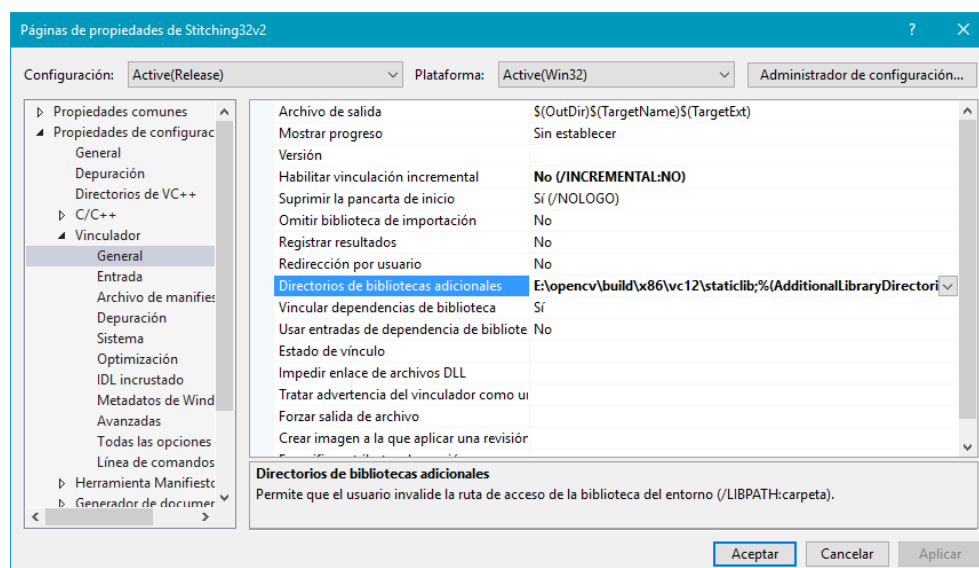 Páginas de propiedades de Stitching32v2
Configuración: Active(Release) Plataforma: Active(Win32) Administrador de configuración...
Propiedades comunes
Propiedades de configurac
General
Depuración
Directorios de VC++
C/C++
Vinculador
General
Entrada
Archivo de manifies
Depuración
Sistema
Optimización
IDL incrustado
Metadatos de Wind
Avanzadas
Todas las opciones
Línea de comandos
Herramienta Manifiesto
Generador de documer
Archivo de salida $(OutDir)$(TargetName)$(TargetExt)
Mostrar progreso Sin establecer
Versión
Habilitar vinculación incremental No (/INCREMENTAL:NO)
Suprimir la pancarta de inicio Sí (/NOLOGO)
Omitir biblioteca de importación No
Registrar resultados No
Redirección por usuario No
Directorios de bibliotecas adicionales E:\opencv\build\x86\vc12\staticlib;%(AdditionalLibraryDirectori
Vincular dependencias de biblioteca Sí
Usar entradas de dependencia de bibliote No
Estado de vínculo
Impedir enlace de archivos DLL
Tratar advertencia del vinculador como ui
Forzar salida de archivo
Crear imagen a la que aplicar una revisión
Directorios de bibliotecas adicionales
Permite que el usuario invalide la ruta de acceso de la biblioteca del entorno (/LIBPATH:carpeta).
Aceptar Cancelar Aplicar